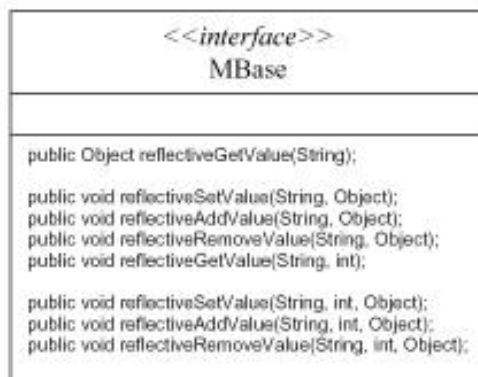 <<interface>>
MBase
public Object reflectiveGetValue(String);
public void reflectiveSetValue(String, Object);
public void reflectiveAddValue(String, Object);
public void reflectiveRemoveValue(String, Object);
public void reflectiveGetValue(String, int);
public void reflectiveSetValue(String, int, Object);
public void reflectiveAddValue(String, int, Object);
public void reflectiveRemoveValue(String, int, Object);